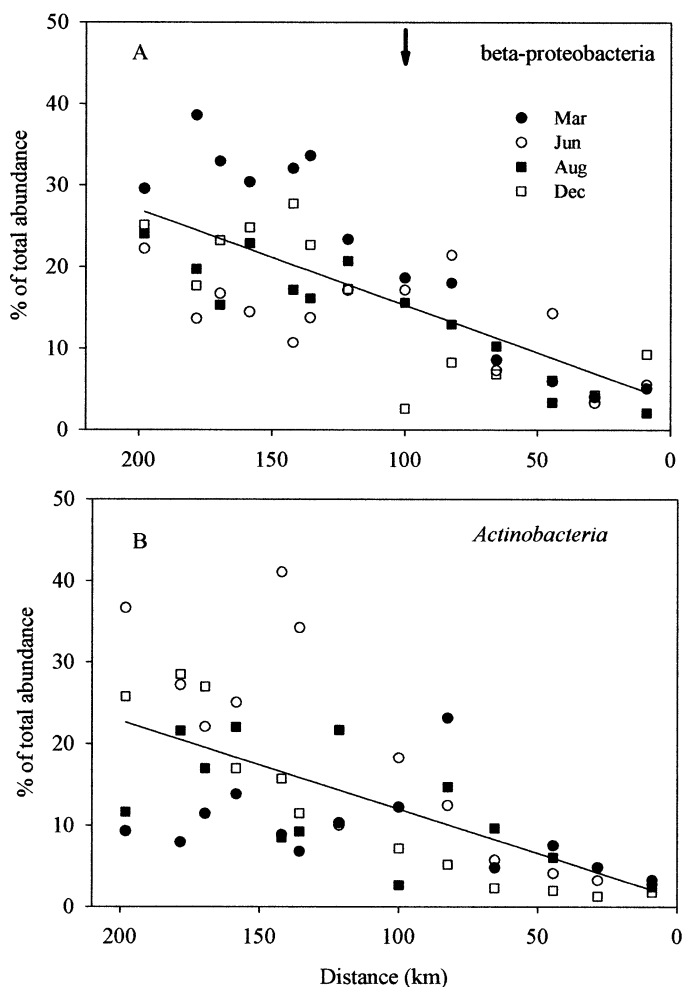 50
A
beta-proteobacteria
40
Mar
Jun
Aug
Dec
30
20
10
0
% of total abundance
200
150
100
50
0
50
B
Actinobacteria
40
30
20
10
0
% of total abundance
200
150
100
50
0
Distance (km)